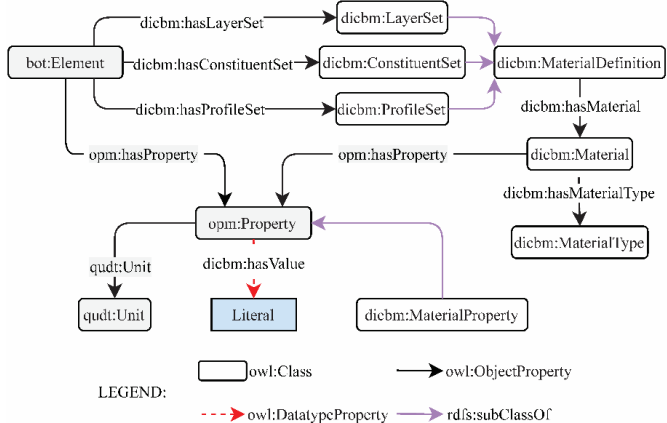 dicbm:hasLayerSet
dicbm:LayerSet
bot:Element
dicbm:hasConstituentSet
dicbm:ConstituentSet
dicbm:MaterialDefinition
dicbm:hasProfileSet
dicbm:ProfileSet
dicbm:hasMaterial
opm:hasProperty
opm:hasProperty
dicbm:Material
dicbm:hasMaterialType
opm:Property
dicbm:MaterialType
qudt:Unit
dicbm:hasValue
qudt:Unit
Literal
dicbm:MaterialProperty
owl:Class
owl:ObjectProperty
LEGEND:
owl:DatatypeProperty
rdfs:subClassOf